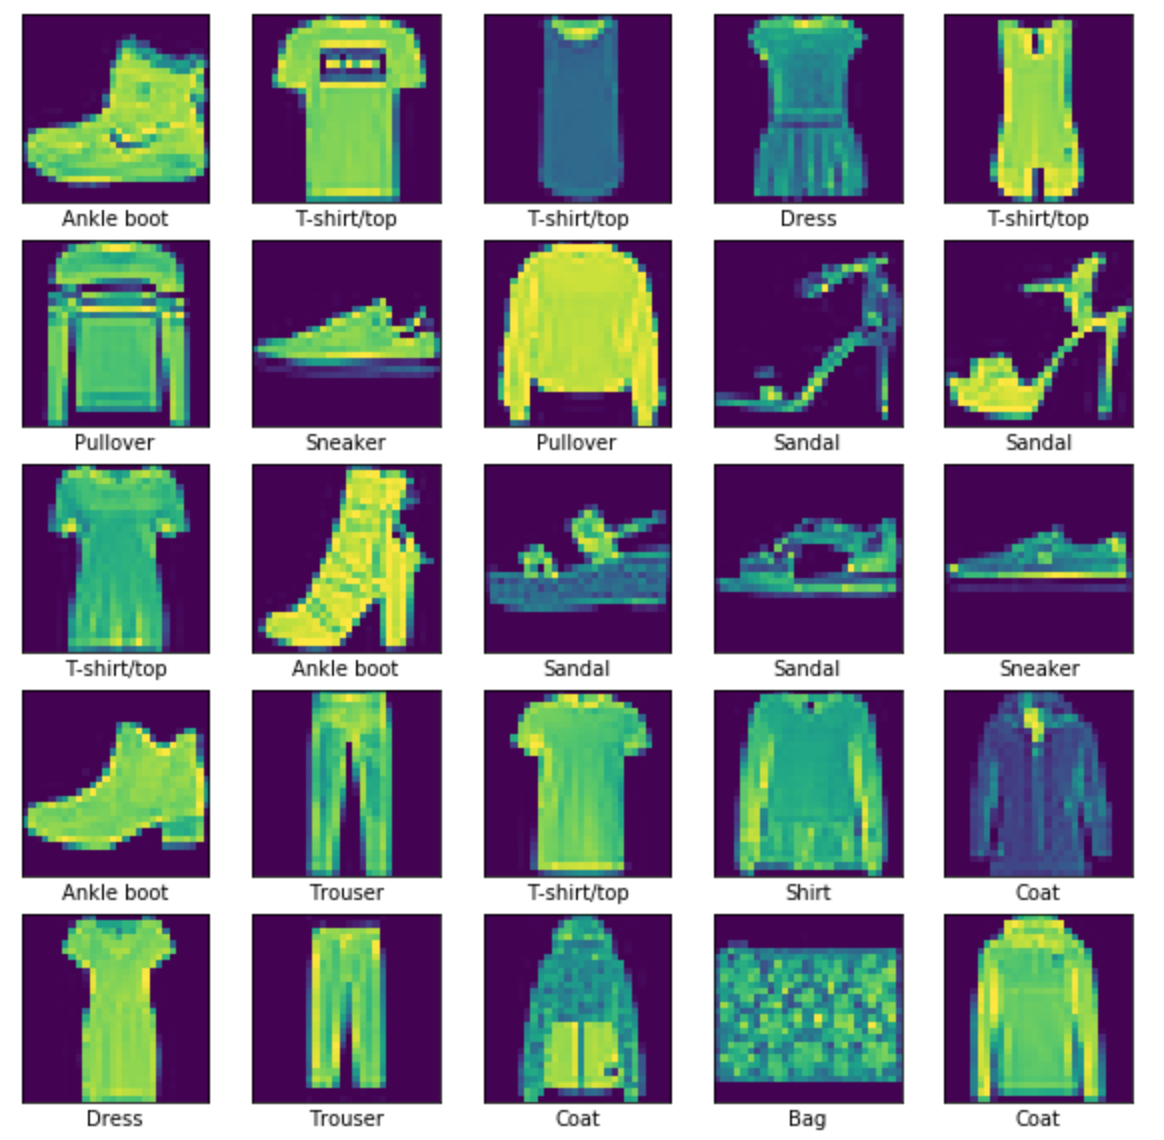 Ankle boot T-shirt/top T-shirt/top Dress T-shirt/top
Pullover Sneaker Pullover Sandal Sandal
T-shirt/top Ankle boot Sandal Sandal Sneaker
Ankle boot Trouser T-shirt/top Shirt Coat
Dress Trouser Coat Bag Coat